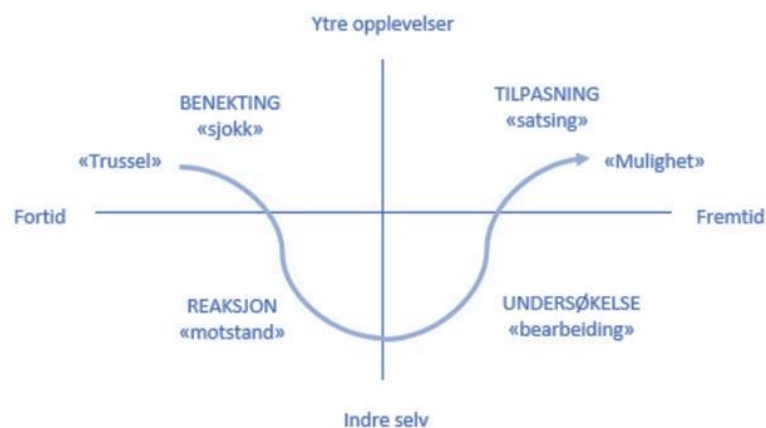 Ytre opplevelser
BENEKTING
«sjokk»
TILPASNING
«satsing»
«Trussel»
«Mulighet»
Fortid
Fremtid
REAKSJON
«motstand»
UNDERSØKELSE
«bearbeiding»
Indre selv